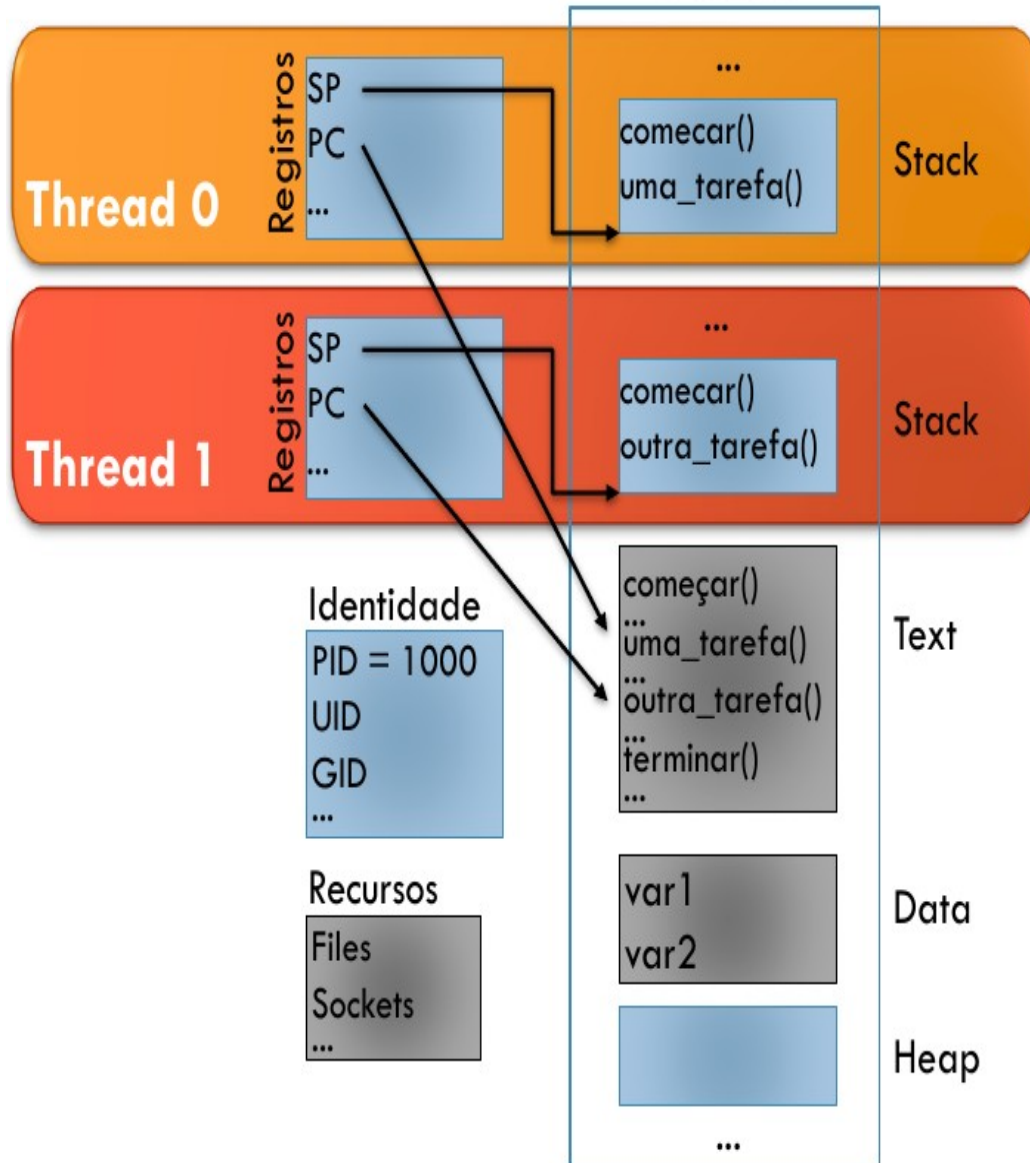 ...
Registros
SP
PC
...
comecar()
uma_tarefa()
Stack
Thread 0
...
Registros
SP
PC
...
comecar()
outra_tarefa()
Stack
Thread 1
Identidade
PID = 1000
UID
GID
...
começar()
...
uma_tarefa()
...
outra_tarefa()
...
terminar()
...
Text
Recursos
Files
Sockets
...
var1
var2
Data
Heap
...